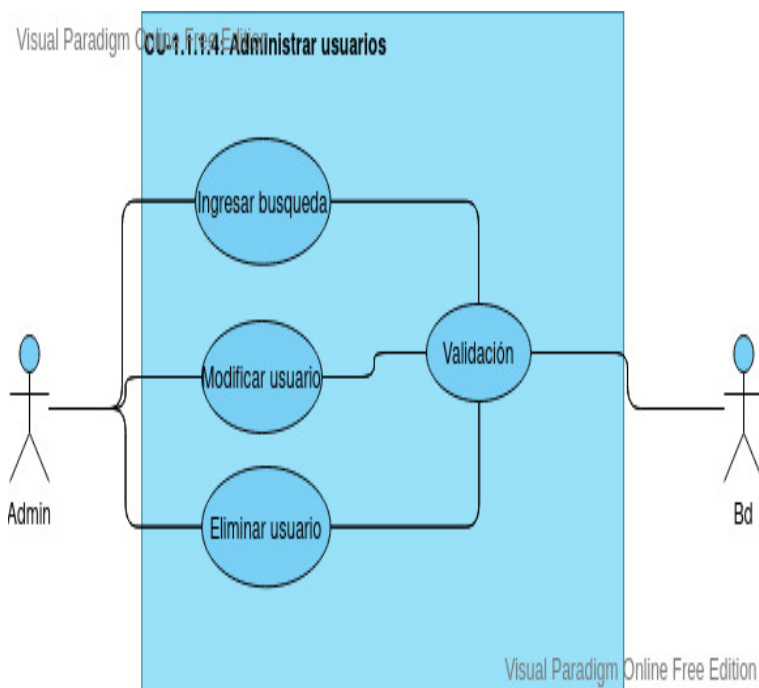 Visual Paradigm Online Free Edition
CU-1.1.1.4: Administrar usuarios
Ingresar busqueda
Modificar usuario
Validación
Eliminar usuario
Admin
Bd
Visual Paradigm Online Free Edition